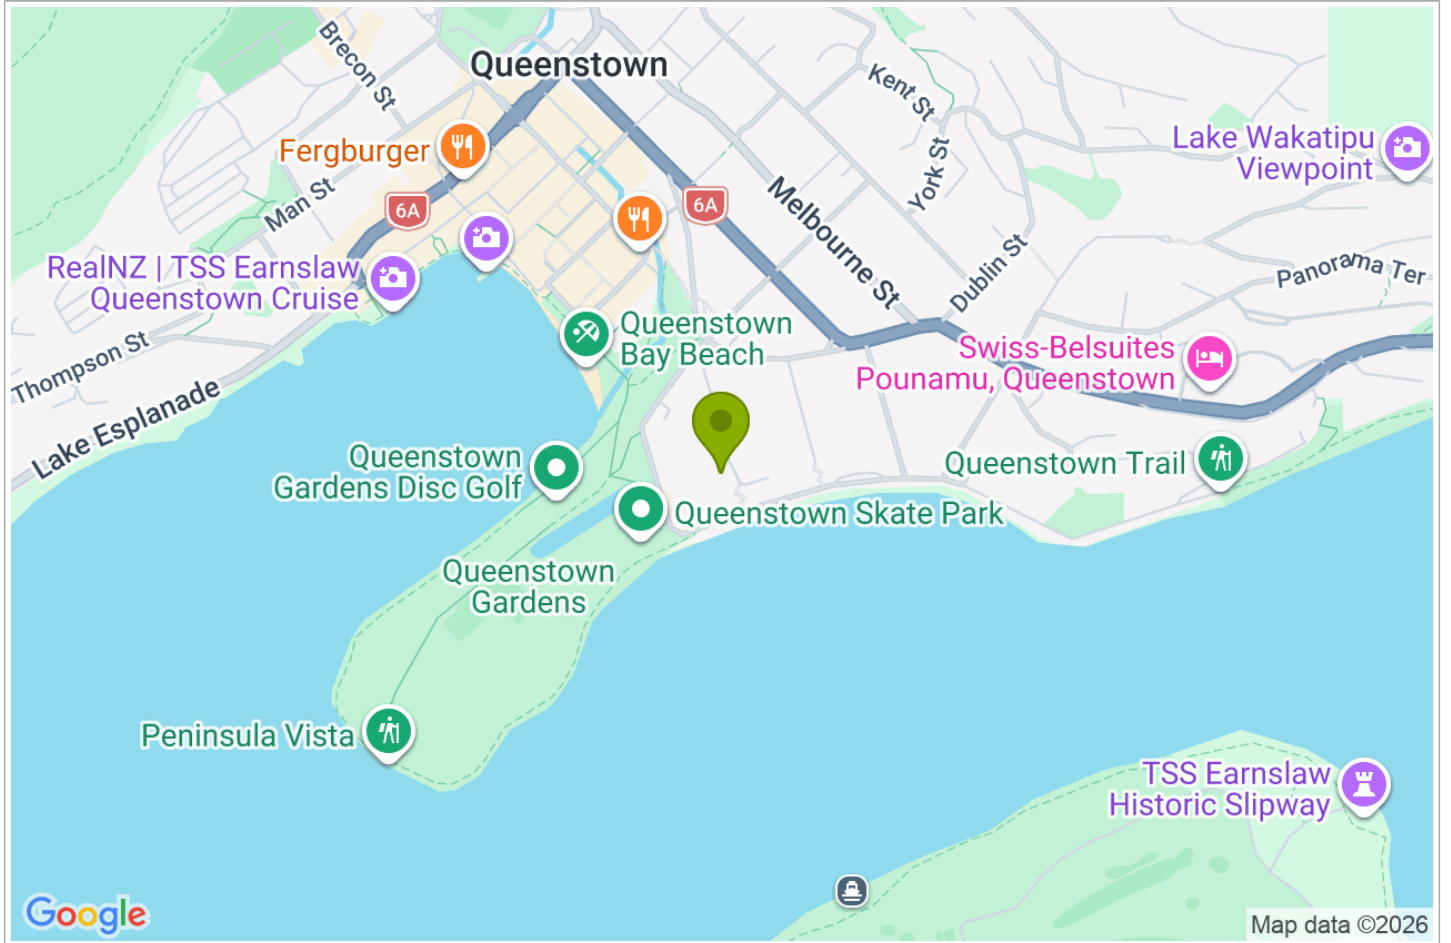 Brecon St
Queenstown
Kent St
Fergburger
York St
Lake Wakatipu
Viewpoint
Man St
6A
6A
Melbourne St
RealNZ | TSS Earnslaw
Queenstown Cruise
Dublin St
Panorama Ter
Thompson St
Queenstown
Bay Beach
Swiss-Belsuites
Pounamu, Queenstown
Lake Esplanade
Queenstown
Gardens Disc Golf
Queenstown Trail
Queenstown Skate Park
Queenstown
Gardens
Peninsula Vista
TSS Earnslaw
Historic Slipway
Google
Map data ©2026